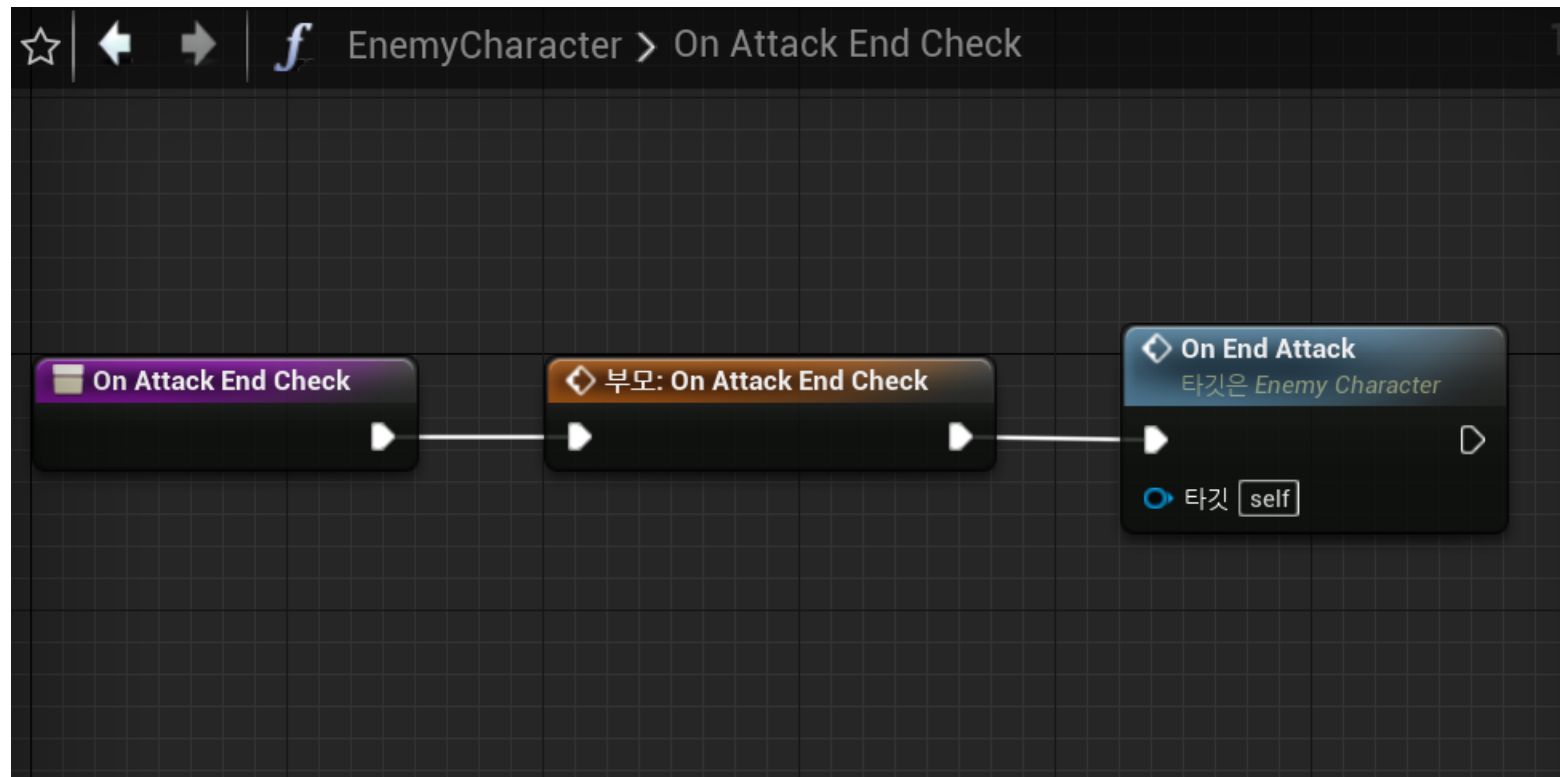 f EnemyCharacter > On Attack End Check
On Attack End Check
부모: On Attack End Check
On End Attack
타깃은 Enemy Character
타깃 self